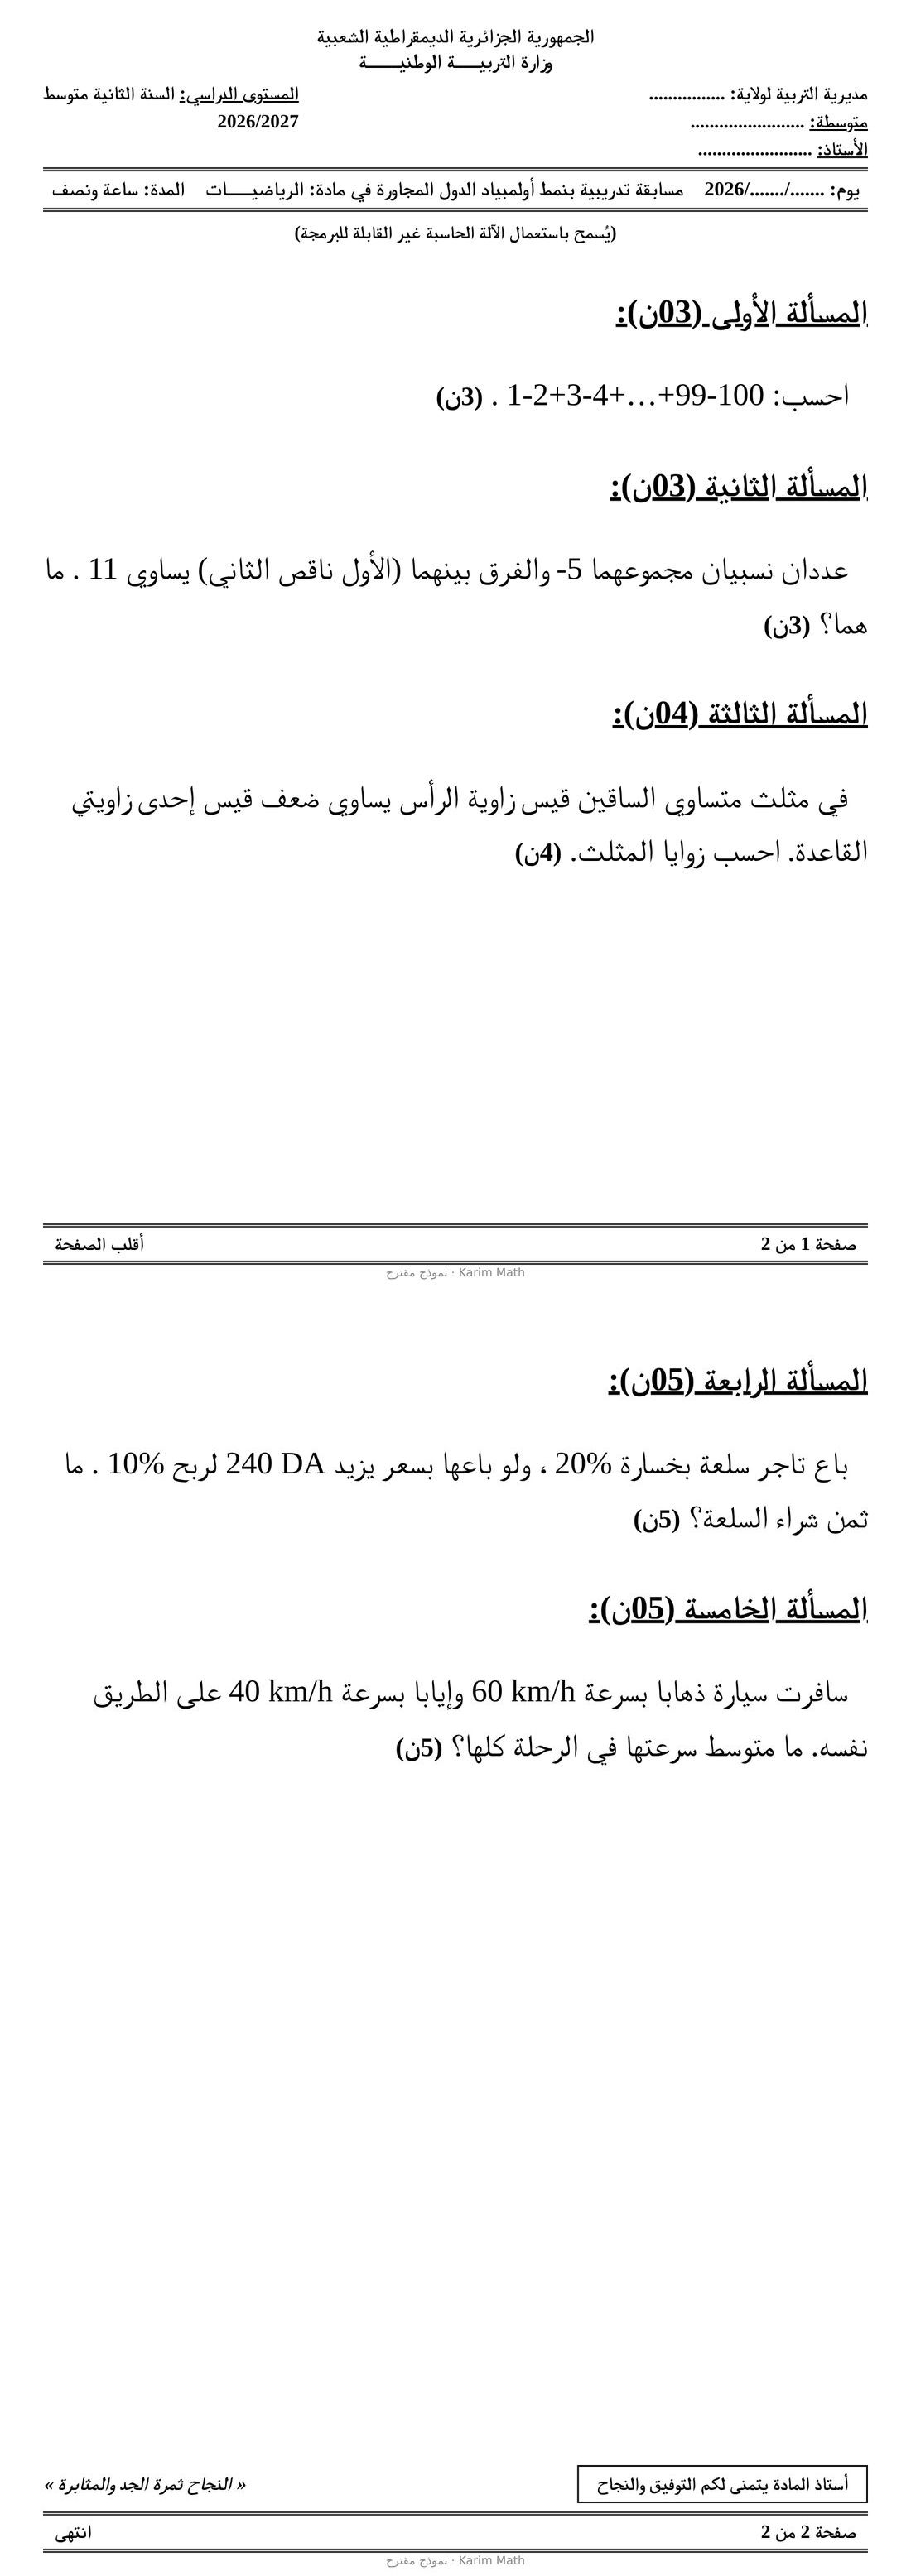 الجمهورية الجزائرية الديمقراطية الشعبية
وزارة التربيــــة الوطنيــــــة
مديرية التربية لولاية: ................
المستوى الدراسي: السنة الثانية متوسط
متوسطة: ........................
2026/2027
الأستاذ: ........................
يوم: ......./......./2026 مسابقة تدريبية بنمط أولمبياد الدول المجاورة في مادة: الرياضيــــات المدة: ساعة ونصف
(يُسمح باستعمال الآلة الحاسبة غير القابلة للبرمجة)
المسألة الأولى (03ن):
احسب: 1-2+3-4+…+99-100 . (3ن)
المسألة الثانية (03ن):
عددان نسبيان مجموعهما 5- والفرق بينهما (الأول ناقص الثاني) يساوي 11 . ما
هما؟ (3ن)
المسألة الثالثة (04ن):
في مثلث متساوي الساقين قيس زاوية الرأس يساوي ضعف قيس إحدى زاويتي
القاعدة. احسب زوايا المثلث. (4ن)
صفحة 1 من 2 أقلب الصفحة
Karim Math · نموذج مقترح
المسألة الرابعة (05ن):
باع تاجر سلعة بخسارة 20% ، ولو باعها بسعر يزيد 240 DA لربح 10% . ما
ثمن شراء السلعة؟ (5ن)
المسألة الخامسة (05ن):
سافرت سيارة ذهابا بسرعة 60 km/h وإيابا بسرعة 40 km/h على الطريق
نفسه. ما متوسط سرعتها في الرحلة كلها؟ (5ن)
أستاذ المادة يتمنى لكم التوفيق والنجاح
« النجاح ثمرة الجد والمثابرة »
صفحة 2 من 2 انتهى
Karim Math · نموذج مقترح